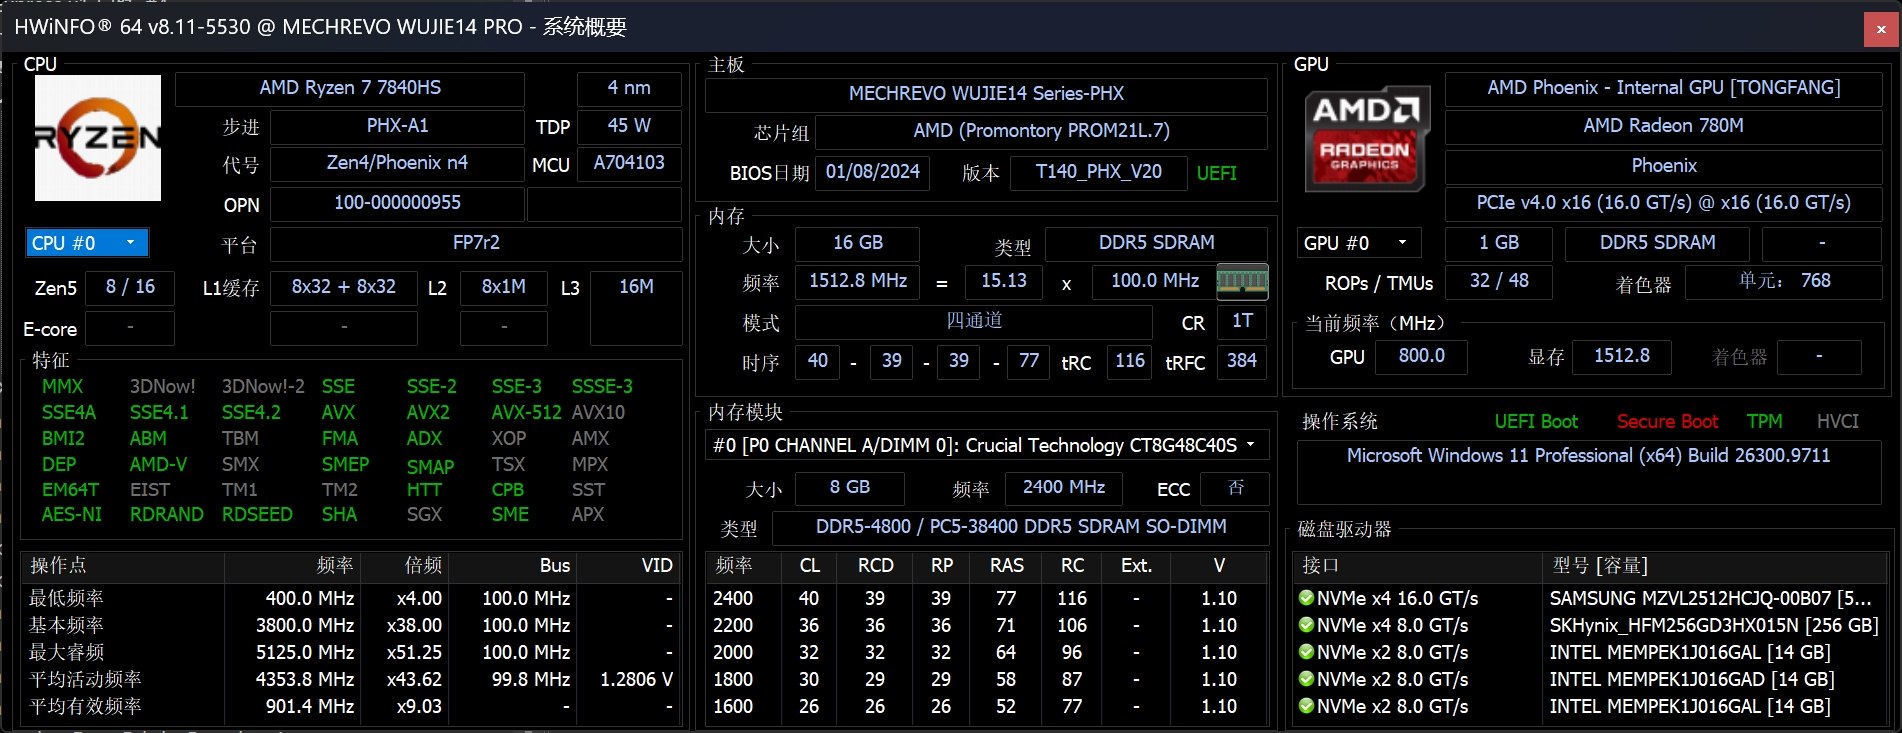 HWiNFO® 64 v8.11-5530 @ MECHREVO WUJIE14 PRO - 系统概要
CPU
RYZEN
AMD Ryzen 7 7840HS 4 nm
步进 PHX-A1 TDP 45 W
代号 Zen4/Phoenix n4 MCU A704103
OPN 100-000000955
CPU #0 平台 FP7r2
Zen5 8 / 16 L1缓存 8x32 + 8x32 L2 8x1M L3 16M
E-core - - -
特征
MMX 3DNow! 3DNow!-2 SSE SSE-2 SSE-3 SSSE-3
SSE4A SSE4.1 SSE4.2 AVX AVX2 AVX-512 AVX10
BMI2 ABM TBM FMA ADX XOP AMX
DEP AMD-V SMX SMEP SMAP TSX MPX
EM64T EIST TM1 TM2 HTT CPB SST
AES-NI RDRAND RDSEED SHA SGX SME APX
操作点 频率 倍频 Bus VID
最低频率 400.0 MHz x4.00 100.0 MHz -
基本频率 3800.0 MHz x38.00 100.0 MHz -
最大睿频 5125.0 MHz x51.25 100.0 MHz -
平均活动频率 4353.8 MHz x43.62 99.8 MHz 1.2806 V
平均有效频率 901.4 MHz x9.03 - -
主板
MECHREVO WUJIE14 Series-PHX
芯片组 AMD (Promontory PROM21L.7)
BIOS日期 01/08/2024 版本 T140_PHX_V20 UEFI
内存
大小 16 GB 类型 DDR5 SDRAM
频率 1512.8 MHz = 15.13 x 100.0 MHz
模式 四通道 CR 1T
时序 40 - 39 - 39 - 77 tRC 116 tRFC 384
内存模块
#0 [P0 CHANNEL A/DIMM 0]: Crucial Technology CT8G48C40S
大小 8 GB 频率 2400 MHz ECC 否
类型 DDR5-4800 / PC5-38400 DDR5 SDRAM SO-DIMM
频率 CL RCD RP RAS RC Ext. V
2400 40 39 39 77 116 - 1.10
2200 36 36 36 71 106 - 1.10
2000 32 32 32 64 96 - 1.10
1800 30 29 29 58 87 - 1.10
1600 26 26 26 52 77 - 1.10
GPU
AMD
RADEON
GRAPHICS
AMD Phoenix - Internal GPU [TONGFANG]
AMD Radeon 780M
Phoenix
PCIe v4.0 x16 (16.0 GT/s) @ x16 (16.0 GT/s)
GPU #0 1 GB DDR5 SDRAM -
ROPs / TMUs 32 / 48 着色器 单元: 768
当前频率（MHz）
GPU 800.0 显存 1512.8 着色器 -
操作系统 UEFI Boot Secure Boot TPM HVCI
Microsoft Windows 11 Professional (x64) Build 26300.9711
磁盘驱动器
接口 型号 [容量]
NVMe x4 16.0 GT/s SAMSUNG MZVL2512HCJQ-00B07 [5...
NVMe x4 8.0 GT/s SKHynix_HFM256GD3HX015N [256 GB]
NVMe x2 8.0 GT/s INTEL MEMPEK1J016GAL [14 GB]
NVMe x2 8.0 GT/s INTEL MEMPEK1J016GAD [14 GB]
NVMe x2 8.0 GT/s INTEL MEMPEK1J016GAL [14 GB]